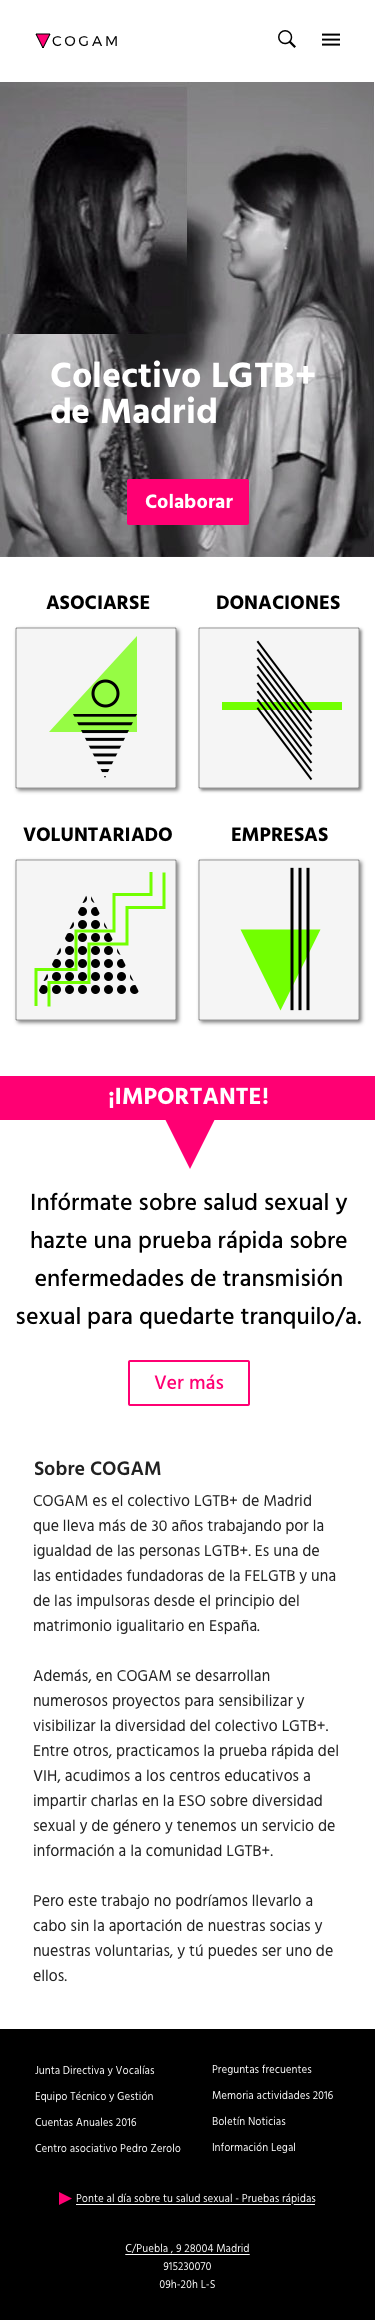 COGAM
Colectivo LGTB+
de Madrid
Colaborar
ASOCIARSE
DONACIONES
VOLUNTARIADO
EMPRESAS
¡IMPORTANTE!
Infórmate sobre salud sexual y
hazte una prueba rápida sobre
enfermedades de transmisión
sexual para quedarte tranquilo/a.
Ver más
Sobre COGAM
COGAM es el colectivo LGTB+ de Madrid
que lleva más de 30 años trabajando por la
igualdad de las personas LGTB+. Es una de
las entidades fundadoras de la FELGTB y una
de las impulsoras desde el principio del
matrimonio igualitario en España.
Además, en COGAM se desarrollan
numerosos proyectos para sensibilizar y
visibilizar la diversidad del colectivo LGTB+.
Entre otros, practicamos la prueba rápida del
VIH, acudimos a los centros educativos a
impartir charlas en la ESO sobre diversidad
sexual y de género y tenemos un servicio de
información a la comunidad LGTB+.
Pero este trabajo no podríamos llevarlo a
cabo sin la aportación de nuestras socias y
nuestras voluntarias, y tú puedes ser uno de
ellos.
Junta Directiva y Vocalías
Equipo Técnico y Gestión
Cuentas Anuales 2016
Centro asociativo Pedro Zerolo
Preguntas frecuentes
Memoria actividades 2016
Boletín Noticias
Información Legal
Ponte al día sobre tu salud sexual - Pruebas rápidas
C/Puebla , 9 28004 Madrid
915230070
09h-20h L-S